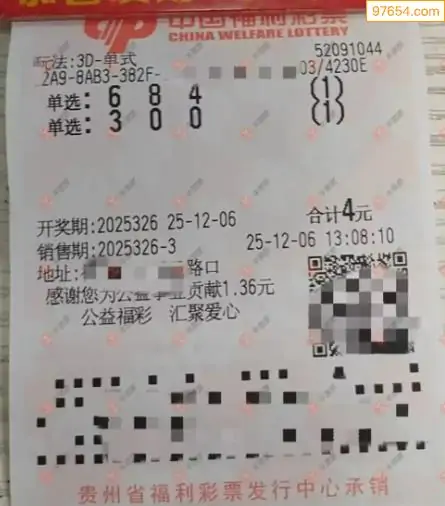 97654.com
中国福利彩票
CHINA WELFARE LOTTERY
玩法:3D-单式
52091044
2A9-8AB3-382F-
03/4230E
单选: 6 8 4 (1)
单选: 3 0 0 (1)
开奖期:2025326 25-12-06
合计4元
销售期:2025326-3
25-12-06 13:08:10
地址: 路口
感谢您为公益事业贡献1.36元
公益福彩 汇聚爱心
贵州省福利彩票发行中心承销